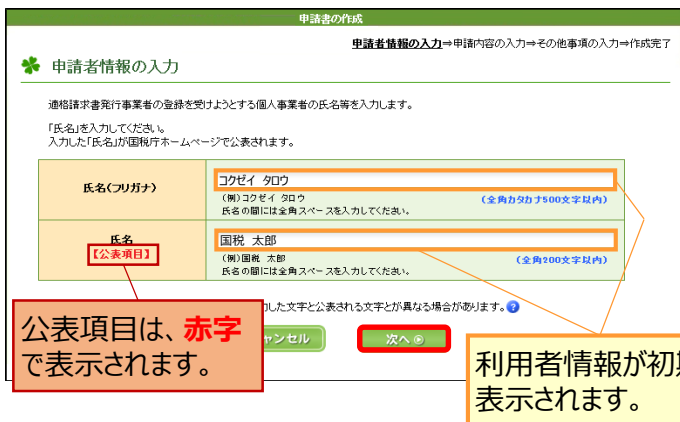 申請書の作成
申請者情報の入力⇒申請内容の入力⇒その他事項の入力⇒作成完了
申請者情報の入力
適格請求書発行事業者の登録を受けようとする個人事業者の氏名等を入力します。
「氏名」を入力してください。
入力した「氏名」が国税庁ホームページで公表されます。
氏名(フリガナ)
コクゼイ タロウ
(例)コクゼイ タロウ
(全角カタカナ500文字以内)
氏名の間には全角スペースを入力してください。
氏名
【公表項目】
国税 太郎
(例)国税 太郎
(全角200文字以内)
氏名の間には全角スペースを入力してください。
した文字と公表される文字とが異なる場合があります。
公表項目は、赤字
で表示されます。
ャンセル
次へ
利用者情報が初
表示されます。